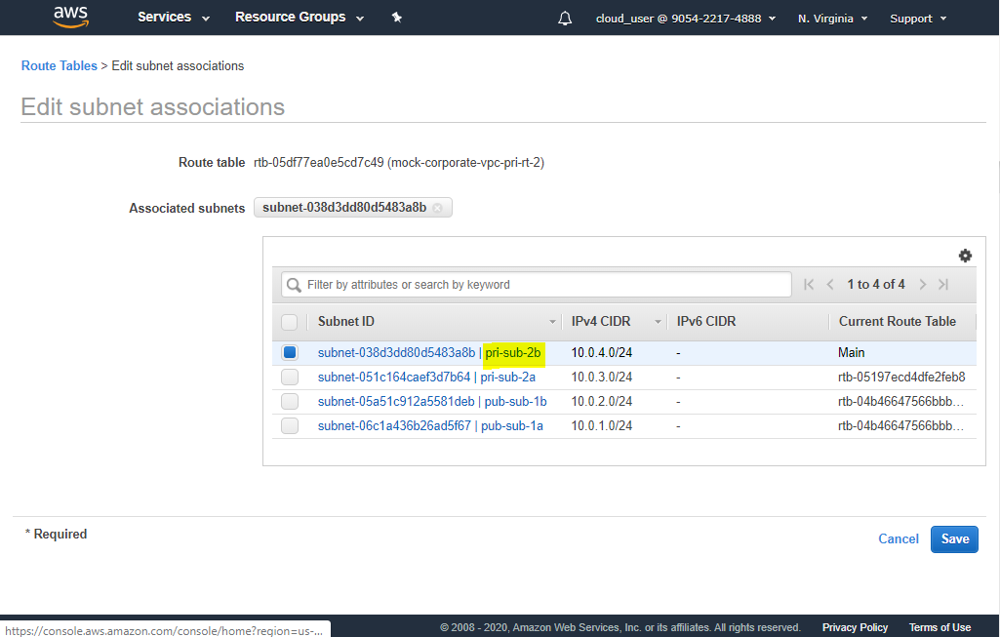 aws Services Resource Groups cloud_user @ 9054-2217-4888 N. Virginia Support
Route Tables > Edit subnet associations
Edit subnet associations
Route table rtb-05df77ea0e5cd7c49 (mock-corporate-vpc-pri-rt-2)
Associated subnets subnet-038d3dd80d5483a8b
Filter by attributes or search by keyword 1 to 4 of 4
Subnet ID IPv4 CIDR IPv6 CIDR Current Route Table
subnet-038d3dd80d5483a8b | pri-sub-2b 10.0.4.0/24 - Main
subnet-051c164caef3d7b64 | pri-sub-2a 10.0.3.0/24 - rtb-05197ecd4dfe2feb8
subnet-05a51c912a5581deb | pub-sub-1b 10.0.2.0/24 - rtb-04b46647566bbb...
subnet-06c1a436b26ad5f67 | pub-sub-1a 10.0.1.0/24 - rtb-04b46647566bbb...
* Required Cancel Save
https://console.aws.amazon.com/console/home?region=us-... © 2008 - 2020, Amazon Web Services, Inc. or its affiliates. All rights reserved. Privacy Policy Terms of Use